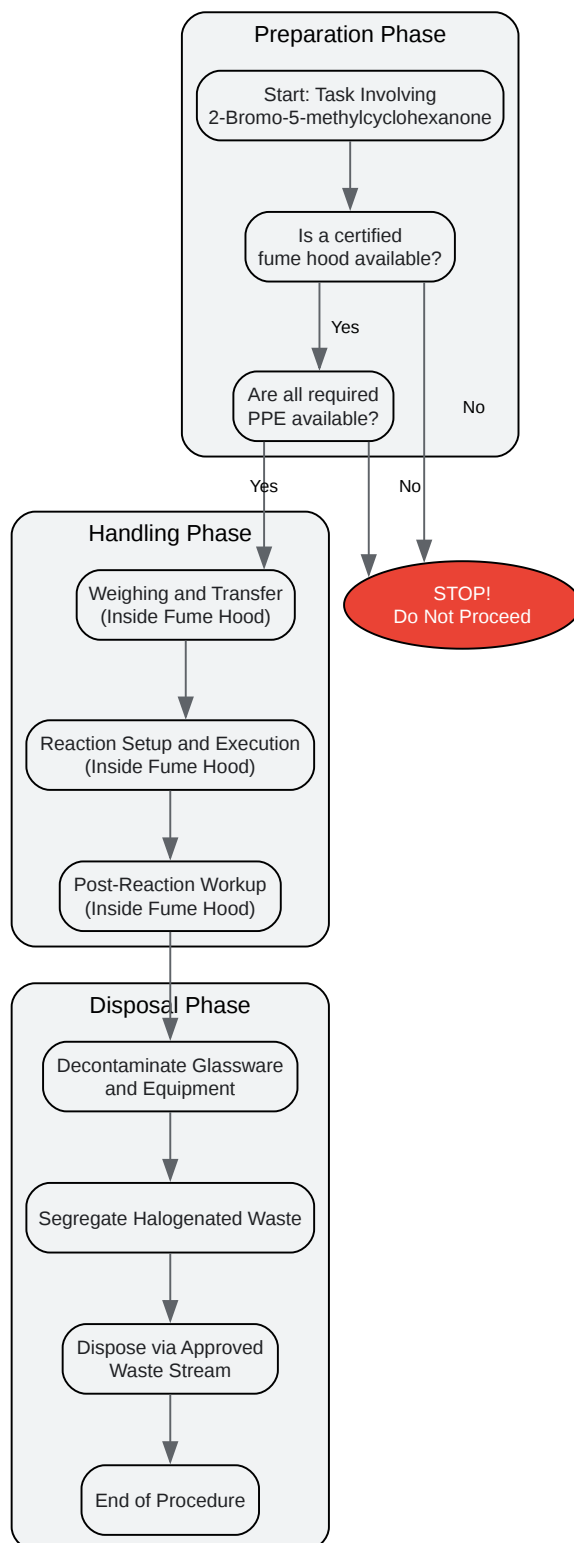 Preparation Phase
Start: Task Involving
2-Bromo-5-methylcyclohexanone
Is a certified
fume hood available?
Yes
Are all required
PPE available?
No
Yes
No
Handling Phase
Weighing and Transfer
(Inside Fume Hood)
STOP!
Do Not Proceed
Reaction Setup and Execution
(Inside Fume Hood)
Post-Reaction Workup
(Inside Fume Hood)
Disposal Phase
Decontaminate Glassware
and Equipment
Segregate Halogenated Waste
Dispose via Approved
Waste Stream
End of Procedure